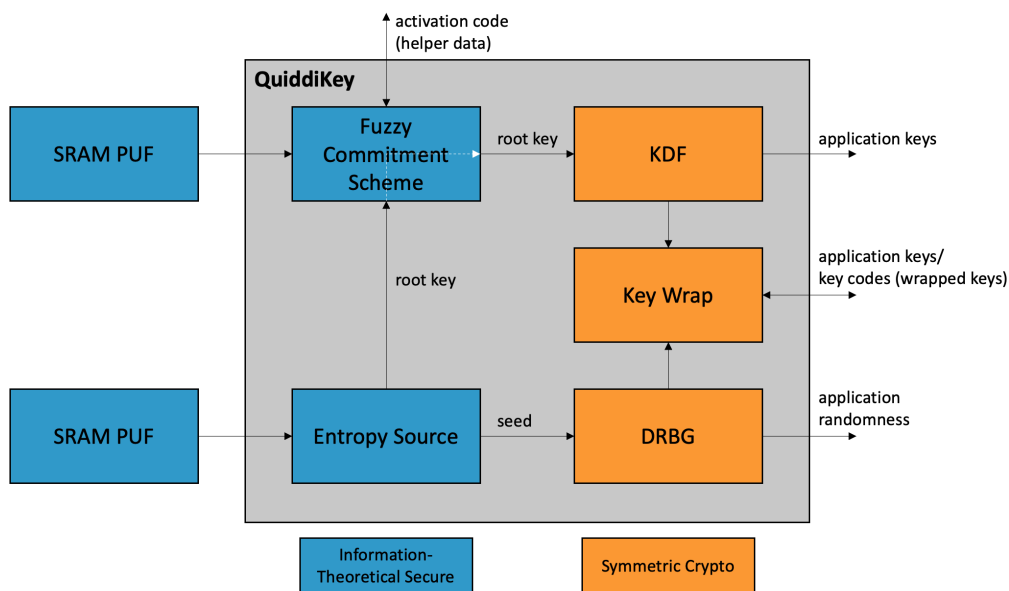 activation code
(helper data)
QuiddiKey
SRAM PUF
Fuzzy
Commitment
Scheme
root key
KDF
application keys
root key
Key Wrap
application keys/
key codes (wrapped keys)
SRAM PUF
Entropy Source
seed
DRBG
application
randomness
Information-
Theoretical Secure
Symmetric Crypto